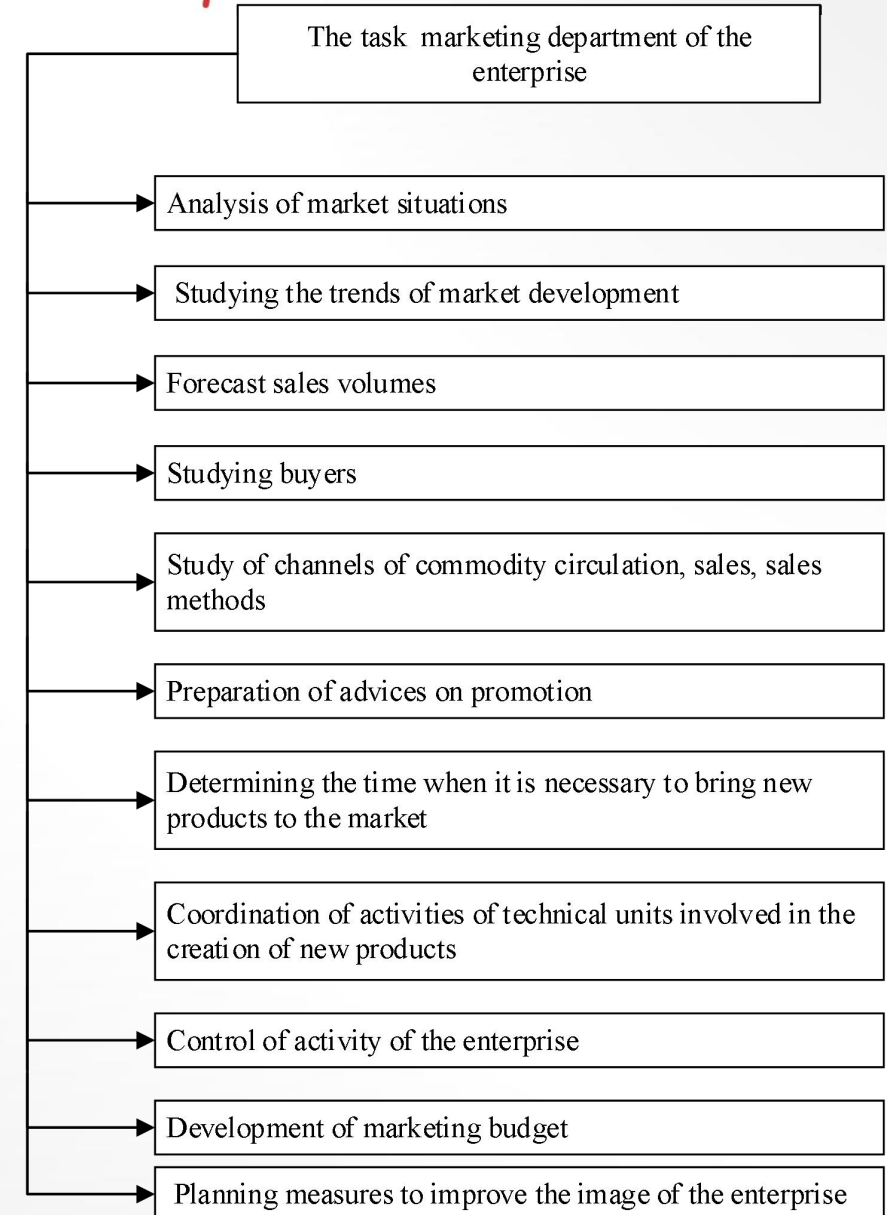 The task marketing department of the
enterprise
Analysis of market situations
Studying the trends of market development
Forecast sales volumes
Studying buyers
Study of channels of commodity circulation, sales, sales
methods
Preparation of advices on promotion
Determining the time when it is necessary to bring new
products to the market
Coordination of activities of technical units involved in the
creation of new products
Control of activity of the enterprise
Development of marketing budget
Planning measures to improve the image of the enterprise